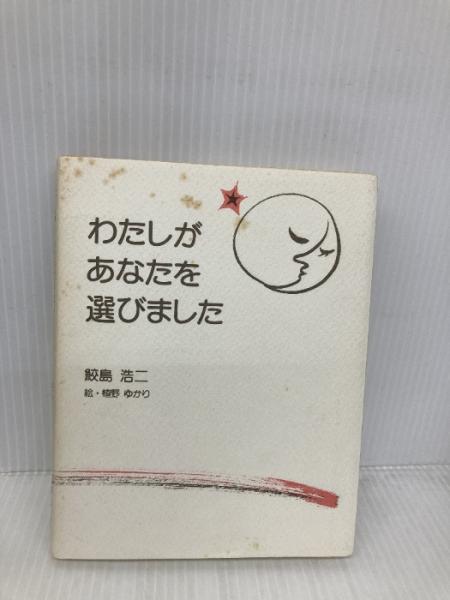 わたしが
あなたを
選びました
鮫島 浩二
絵・植野 ゆかり